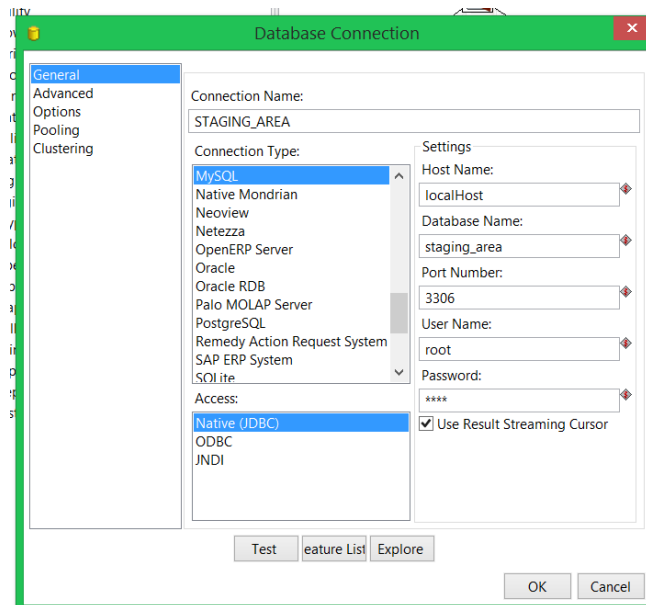 Database Connection
General
Advanced
Options
Pooling
Clustering
Connection Name:
STAGING_AREA
Connection Type:
MySQL
Native Mondrian
Neoview
Netezza
OpenERP Server
Oracle
Oracle RDB
Palo MOLAP Server
PostgreSQL
Remedy Action Request System
SAP ERP System
SQLite
Access:
Native (JDBC)
ODBC
JNDI
Settings
Host Name:
localHost
Database Name:
staging_area
Port Number:
3306
User Name:
root
Password:
****
Use Result Streaming Cursor
Test
eature List
Explore
OK
Cancel